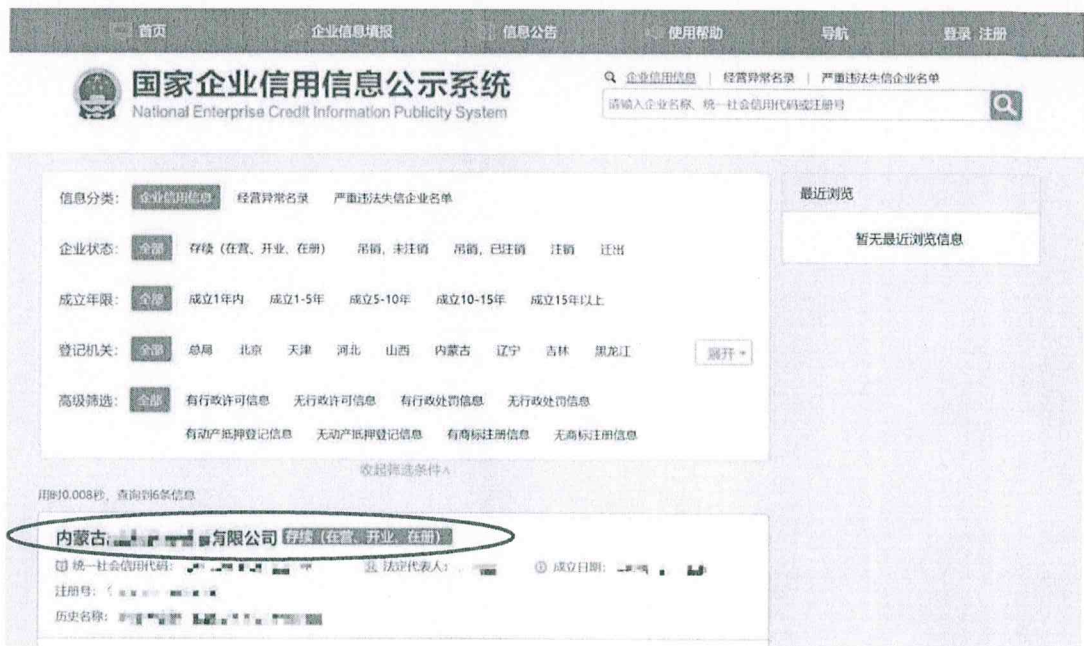 首页 企业信息填报 信息公告 使用帮助 导航 登录 注册
国家企业信用信息公示系统
National Enterprise Credit Information Publicity System
企业信用信息 | 经营异常名录 | 严重违法失信企业名单
请输入企业名称、统一社会信用代码或注册号
信息分类: 企业信用信息 经营异常名录 严重违法失信企业名单
企业状态: 全部 存续(在营、开业、在册) 吊销,未注销 吊销,已注销 注销 迁出
成立年限: 全部 成立1年内 成立1-5年 成立5-10年 成立10-15年 成立15年以上
登记机关: 全部 总局 北京 天津 河北 山西 内蒙古 辽宁 吉林 黑龙江 展开
高级筛选: 全部 有行政许可信息 无行政许可信息 有行政处罚信息 无行政处罚信息
有动产抵押登记信息 无动产抵押登记信息 有商标注册信息 无商标注册信息
收起筛选条件
最近浏览
暂无最近浏览信息
用时0.008秒,查询到6条信息
内蒙古 有限公司 存续(在营、开业、在册)
统一社会信用代码: 法定代表人: 成立日期:
注册号:
历史名称: